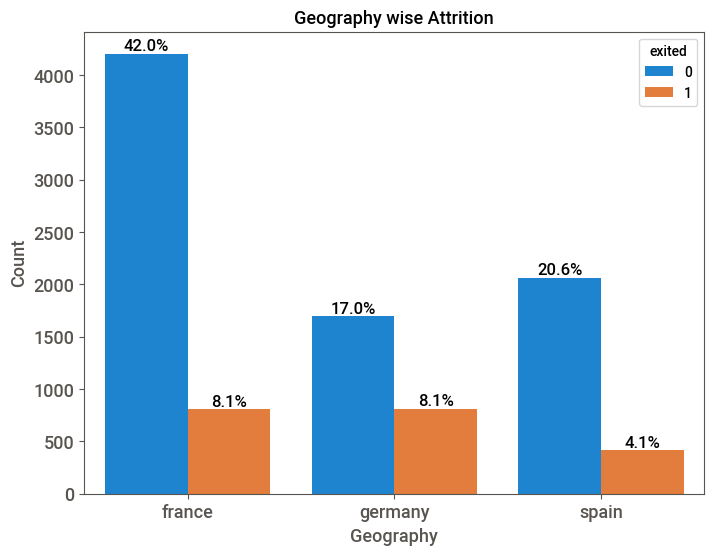 Geography wise Attrition
42.0%
exited
0
1
4000
3500
3000
2500
2000
1500
1000
500
0
Count
20.6%
17.0%
8.1%
8.1%
4.1%
france
germany
spain
Geography